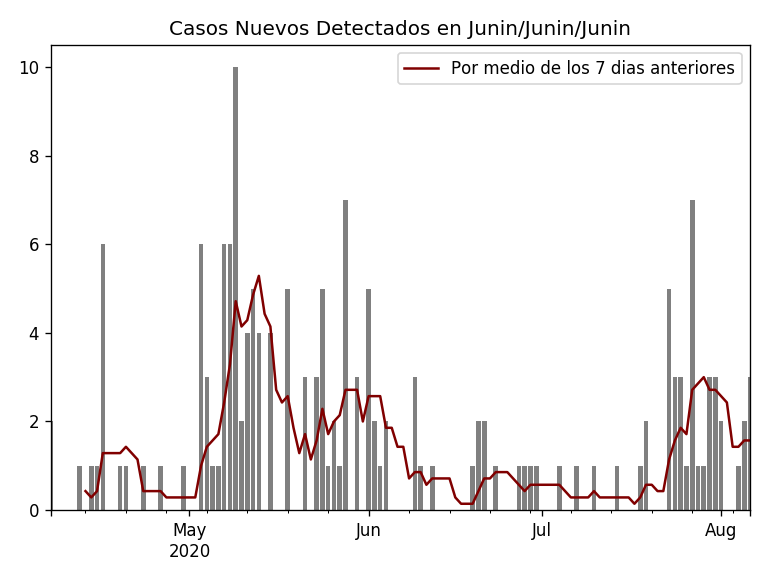 Casos Nuevos Detectados en Junin/Junin/Junin
Por medio de los 7 dias anteriores
10
8
6
4
2
0
May
2020
Jun
Jul
Aug